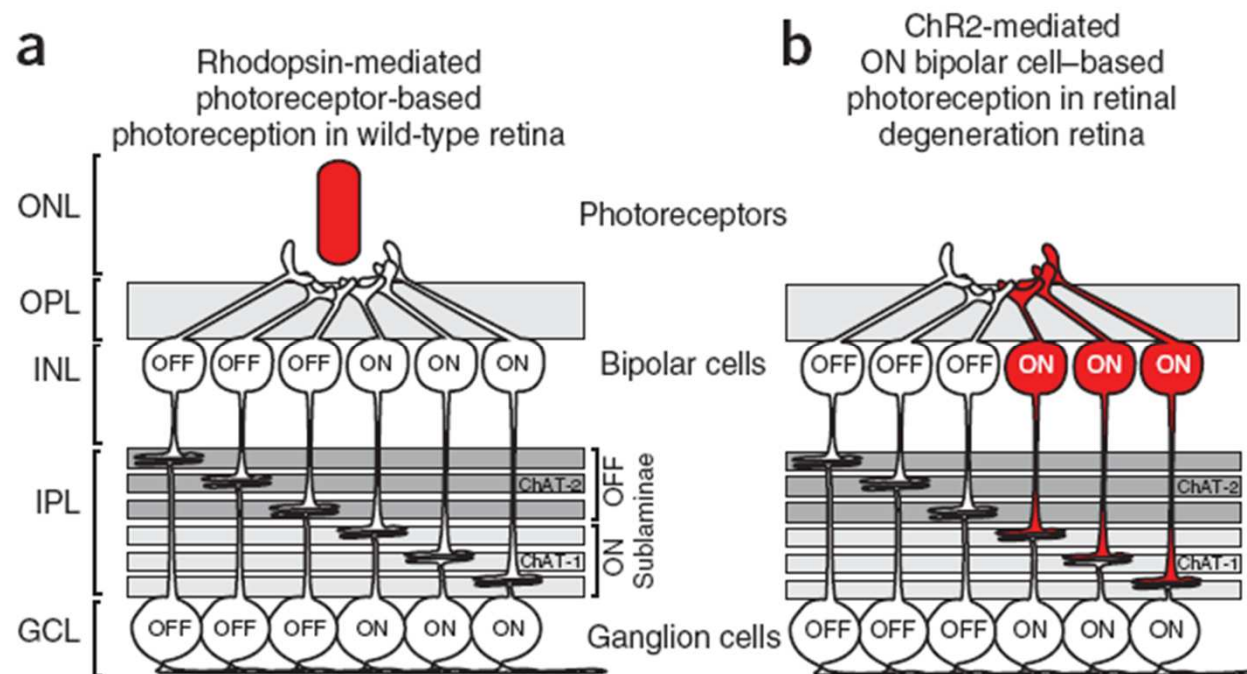 a
Rhodopsin-mediated
photoreceptor-based
photoreception in wild-type retina
b
ChR2-mediated
ON bipolar cell–based
photoreception in retinal
degeneration retina
ONL
Photoreceptors
OPL
INL
OFF OFF OFF ON ON ON
Bipolar cells
OFF OFF OFF ON ON ON
IPL
ChAT-2
ChAT-1
OFF
ON
Sublaminae
ChAT-2
ChAT-1
GCL
OFF OFF OFF ON ON ON
Ganglion cells
OFF OFF OFF ON ON ON